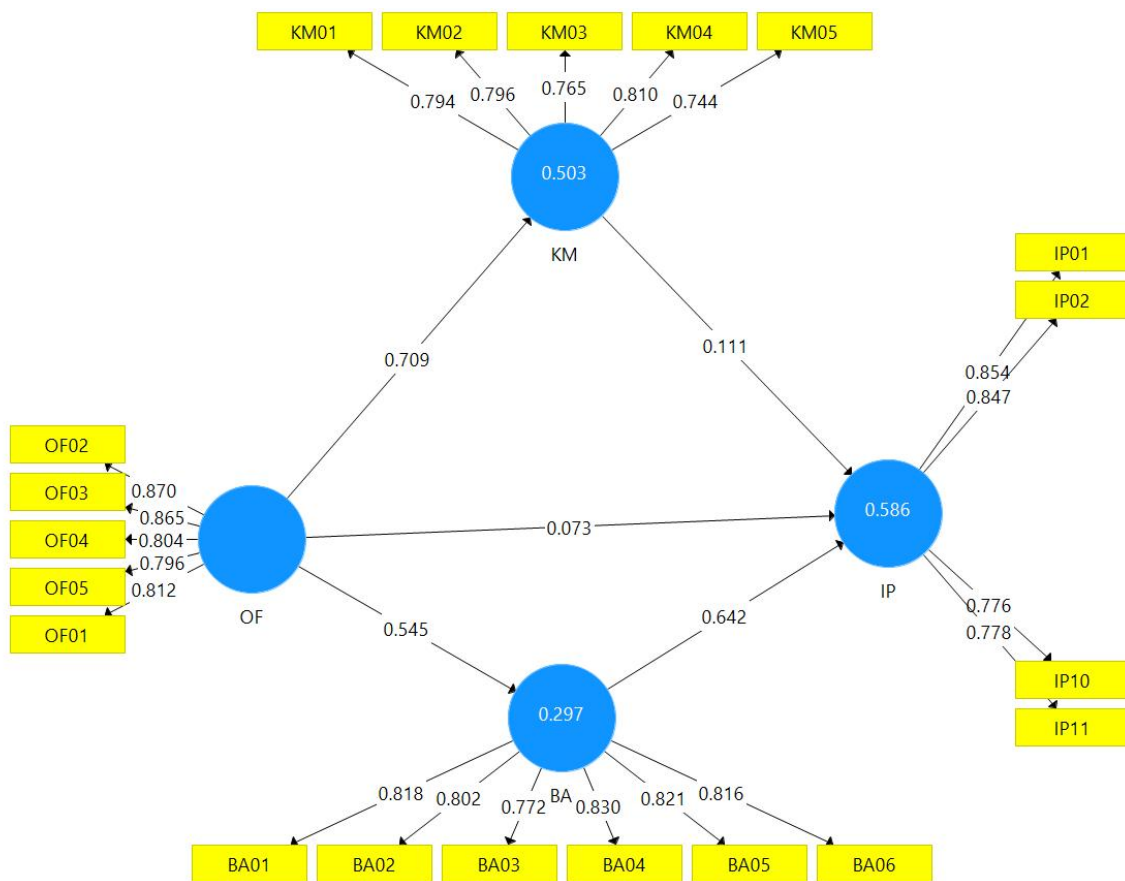 KM01 KM02 KM03 KM04 KM05
0.794 0.796 0.765 0.810 0.744
0.503
KM
IP01
IP02
0.709
0.111
0.854
0.847
OF02
OF03
OF04
OF05
OF01
0.870
0.865
0.804
0.796
0.812
OF
0.073
0.586
IP
0.545
0.642
0.776
0.778
IP10
IP11
0.297
BA
0.818 0.802 0.772 0.830 0.821 0.816
BA01 BA02 BA03 BA04 BA05 BA06